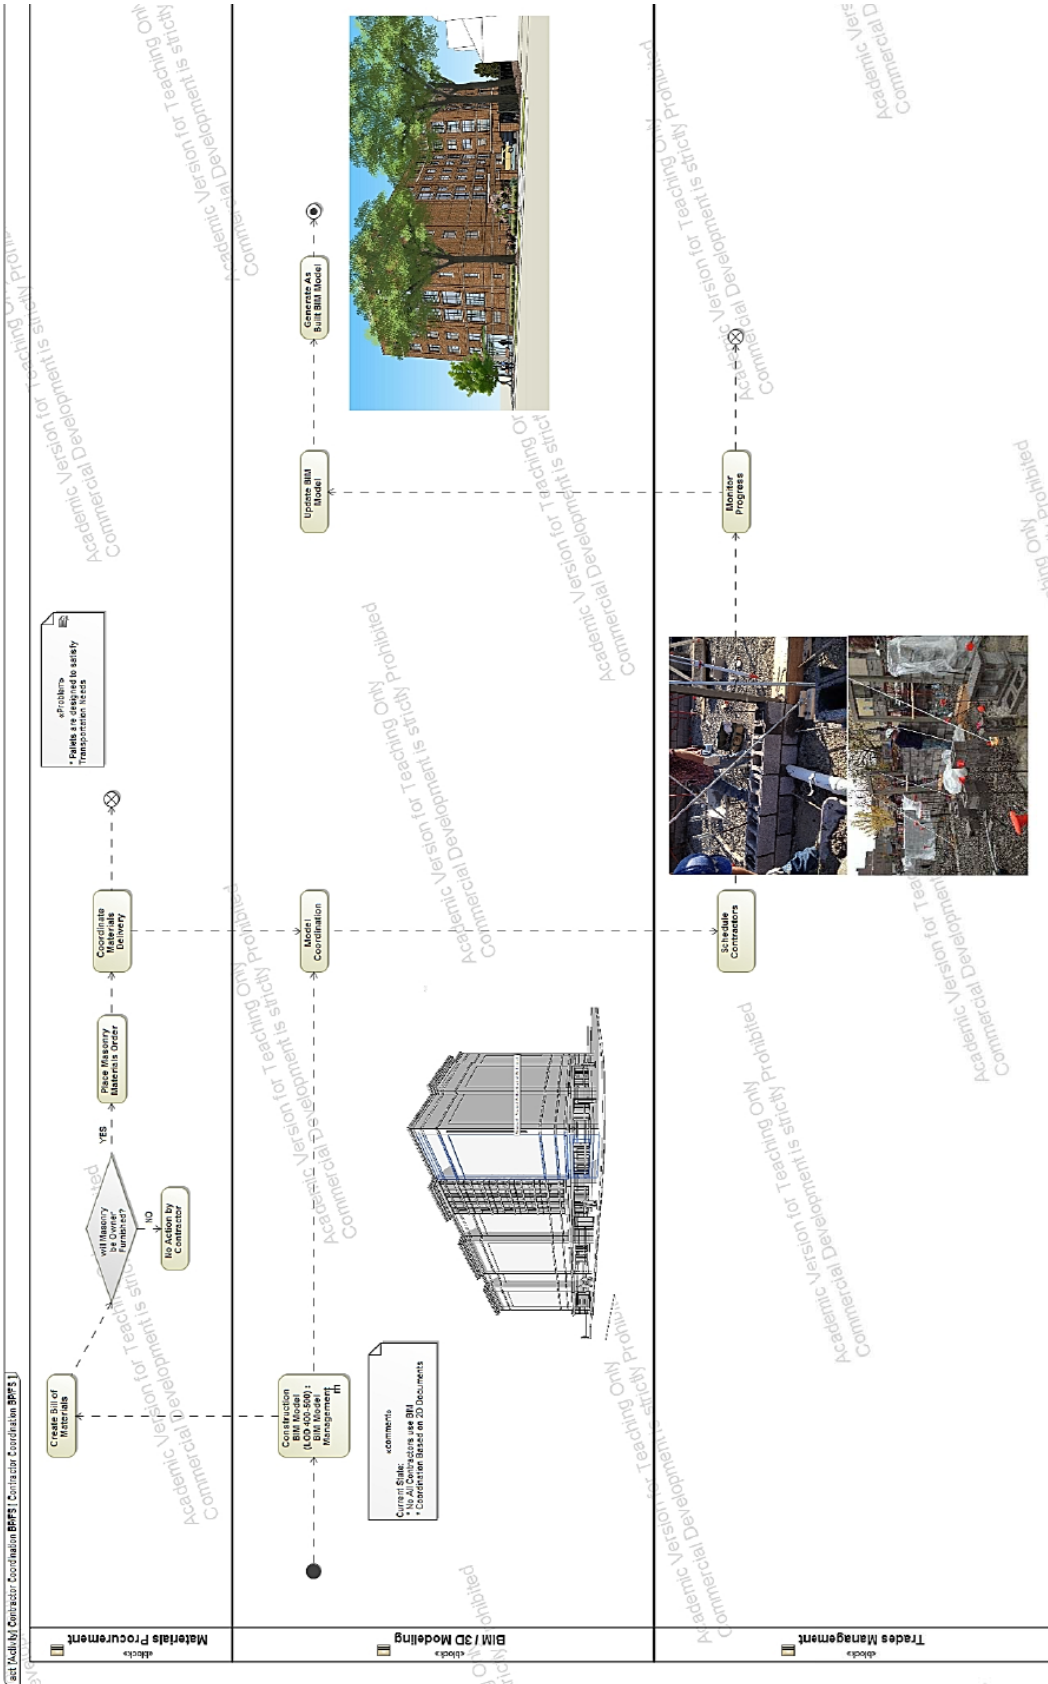 act [Activity] Contractor Coordination BPIFS [ Contractor Coordination BPIFS ]
«block»
Materials Procurement
«block»
BIM / 3D Modeling
«block»
Trades Management
Create Bill of
Materials
will Masonry
be Owner
Furnished?
YES
NO
No Action by
Contractor
Place Masonry
Materials Order
Coordinate
Materials
Delivery
«Problem»
* Pallets are designed to satisfy
Transportation Needs
Construction
BIM Model
(LOD 400-500) :
BIM Model
Management
«comment»
Current State:
* No All Contractors use BIM
* Coordination Based on 2D Documents
Model
Coordination
Update BIM
Model
Generate As
Built BIM Model
Schedule
Contractors
Monitor
Progress
Academic Version for Teaching Only
Commercial Development is strictly Prohibited